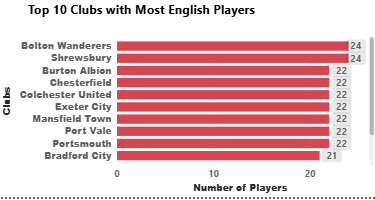 Top 10 Clubs with Most English Players
Clubs
Bolton Wanderers 24
Shrewsbury 24
Burton Albion 22
Chesterfield 22
Colchester United 22
Exeter City 22
Mansfield Town 22
Port Vale 22
Portsmouth 22
Bradford City 21
0 10 20
Number of Players